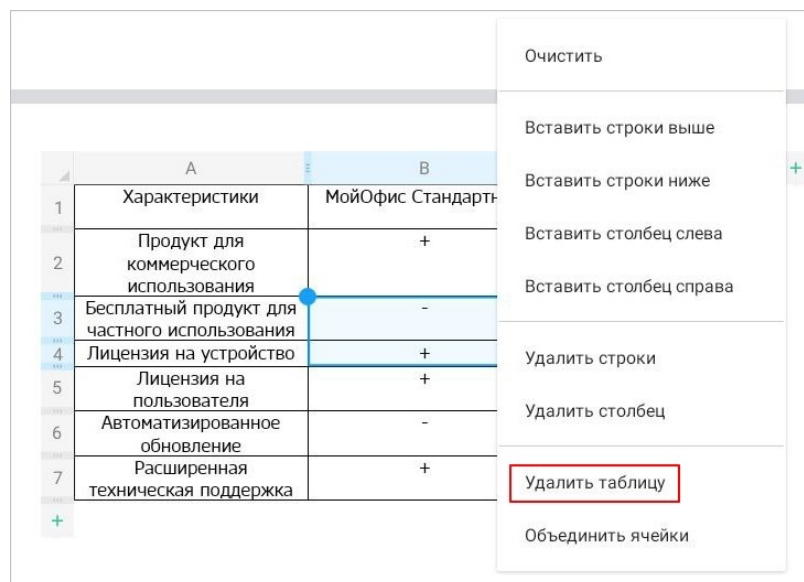 Очистить
Вставить строки выше
Вставить строки ниже
Вставить столбец слева
Вставить столбец справа
Удалить строки
Удалить столбец
Удалить таблицу
Объединить ячейки
A B
1 Характеристики МойОфис Стандартн
2 Продукт для +
коммерческого
использования
3 Бесплатный продукт для -
частного использования
4 Лицензия на устройство +
5 Лицензия на +
пользователя
6 Автоматизированное -
обновление
7 Расширенная +
техническая поддержка
+
+